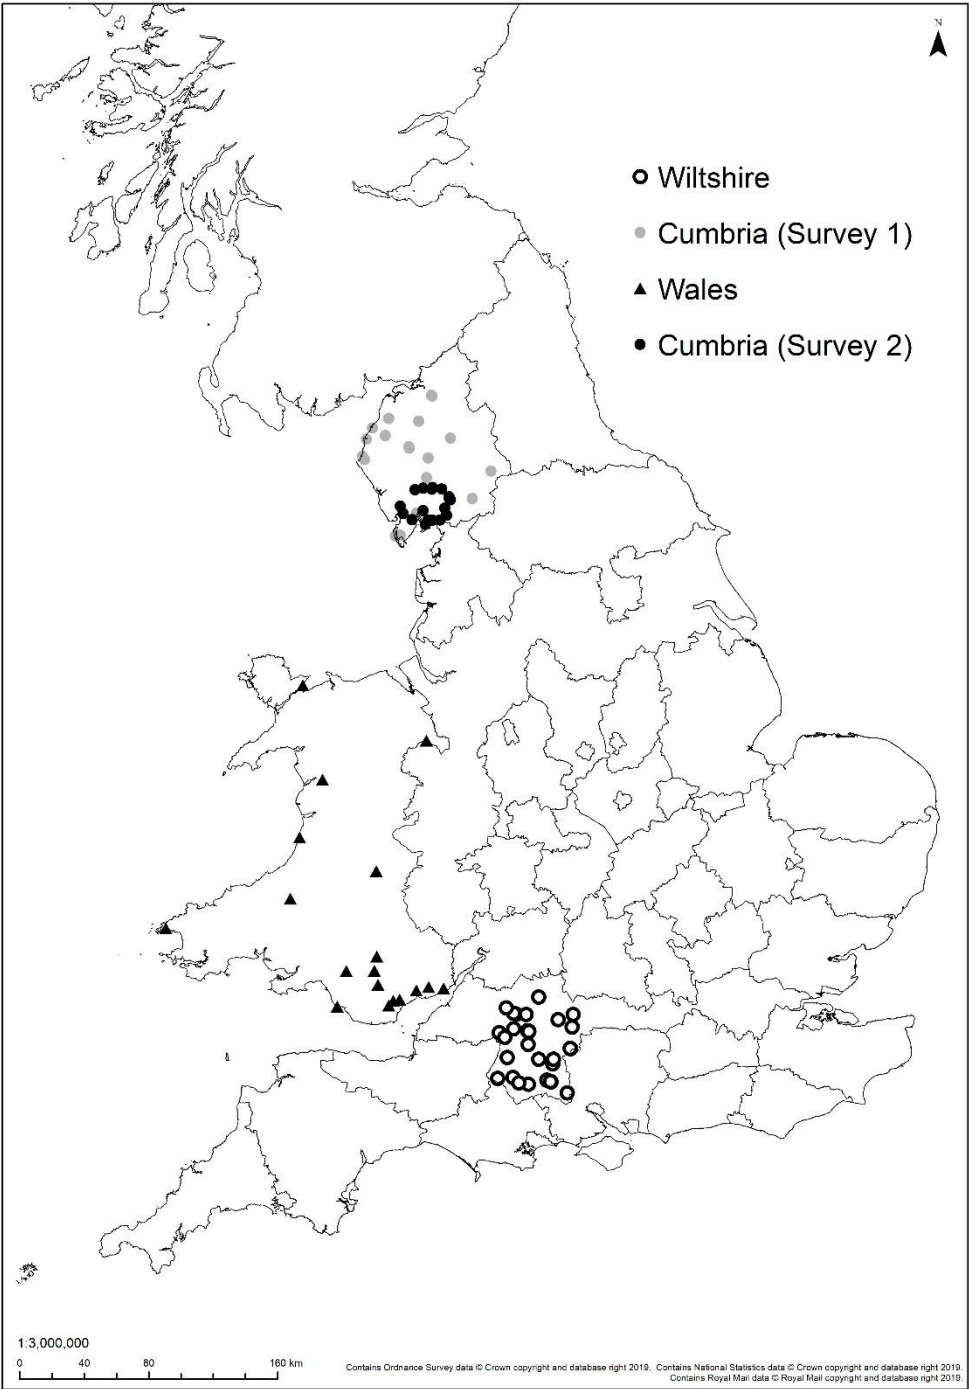 N
Wiltshire
Cumbria (Survey 1)
Wales
Cumbria (Survey 2)
1:3,000,000
0 40 80 160 km
Contains Ordnance Survey data © Crown copyright and database right 2019. Contains National Statistics data © Crown copyright and database right 2019.
Contains Royal Mail data © Royal Mail copyright and database right 2019.